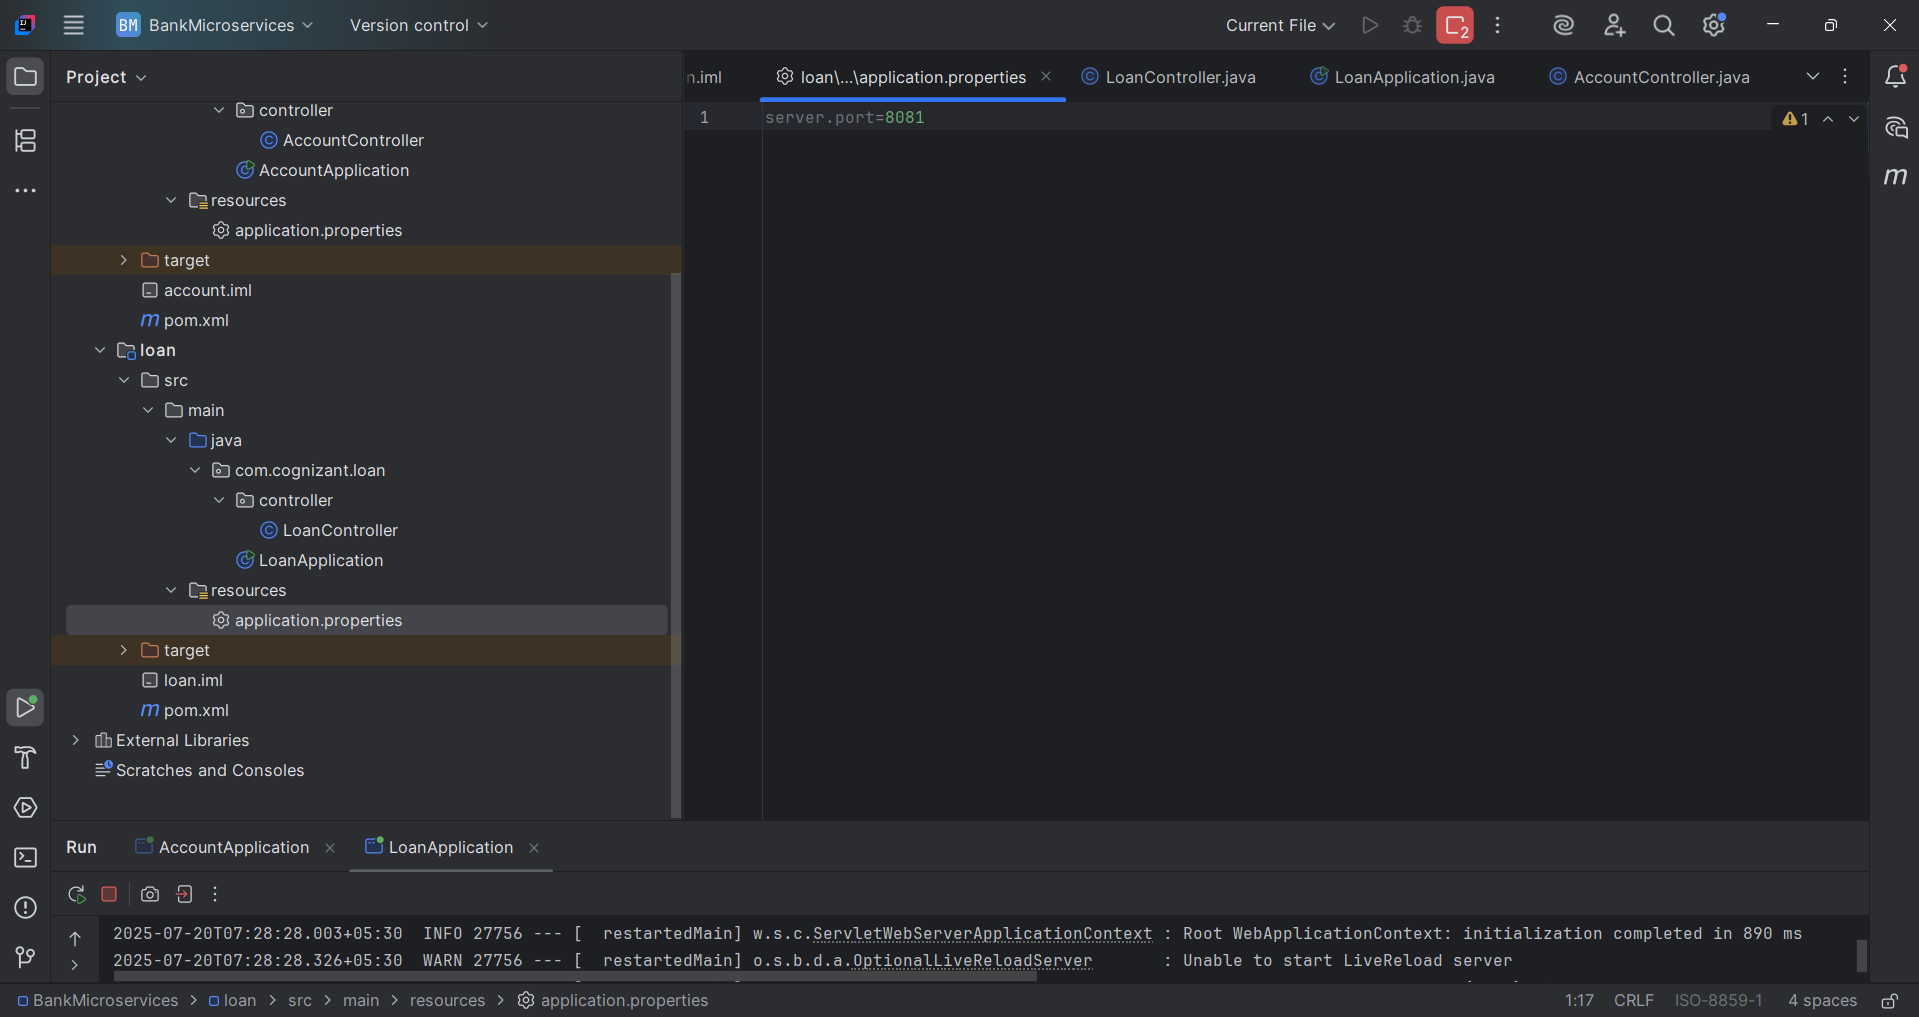 BM BankMicroservices Version control Current File 2
Project
n.iml loan\...\application.properties LoanController.java LoanApplication.java AccountController.java
controller
AccountController
AccountApplication
resources
application.properties
target
account.iml
m pom.xml
loan
src
main
java
com.cognizant.loan
controller
LoanController
LoanApplication
resources
application.properties
target
loan.iml
m pom.xml
External Libraries
Scratches and Consoles
1 server.port=8081
1
m
Run AccountApplication LoanApplication
2025-07-20T07:28:28.003+05:30 INFO 27756 --- [ restartedMain] w.s.c.ServletWebServerApplicationContext : Root WebApplicationContext: initialization completed in 890 ms
2025-07-20T07:28:28.326+05:30 WARN 27756 --- [ restartedMain] o.s.b.d.a.OptionalLiveReloadServer : Unable to start LiveReload server
BankMicroservices > loan > src > main > resources > application.properties 1:17 CRLF ISO-8859-1 4 spaces